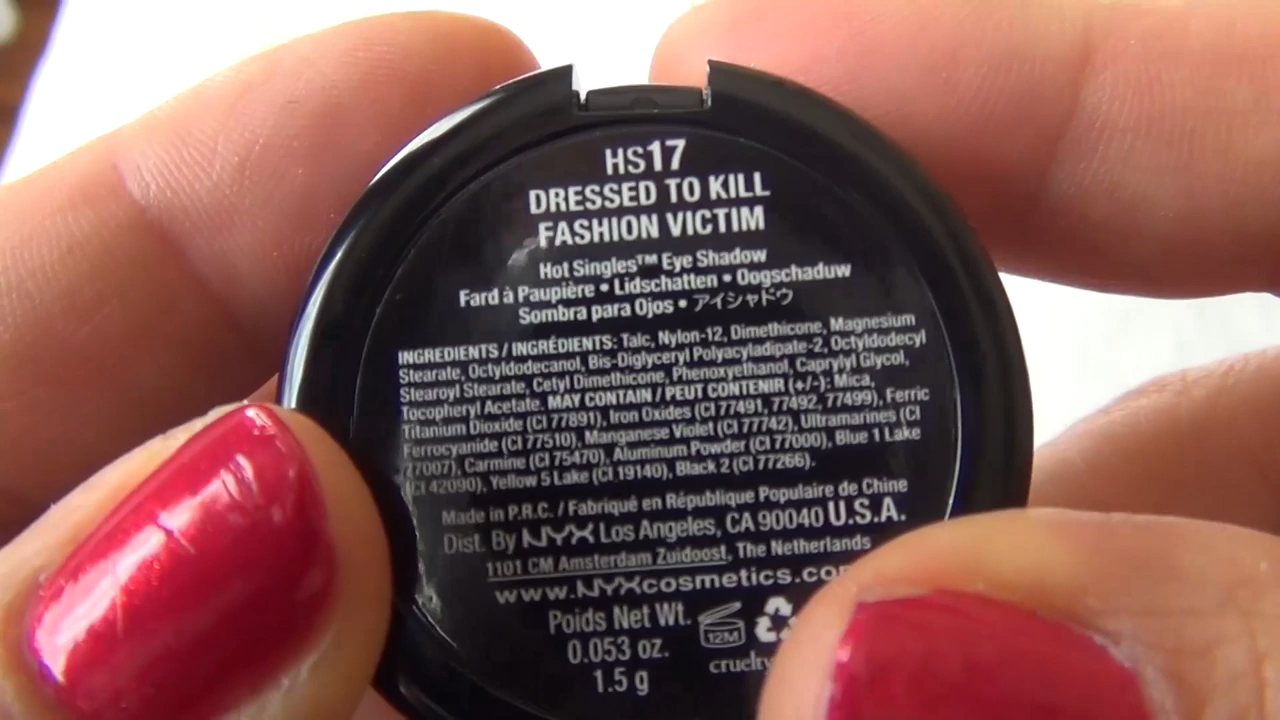 HS17
DRESSED TO KILL
FASHION VICTIM
Hot Singles™ Eye Shadow
Fard à Paupière • Lidschatten • Oogschaduw
Sombra para Ojos • アイシャドウ
INGREDIENTS / INGRÉDIENTS: Talc, Nylon-12, Dimethicone, Magnesium
Stearate, Octyldodecanol, Bis-Diglyceryl Polyacyladipate-2, Octyldodecyl
Stearoyl Stearate, Cetyl Dimethicone, Phenoxyethanol, Caprylyl Glycol,
Tocopheryl Acetate. MAY CONTAIN / PEUT CONTENIR (+/-): Mica,
Titanium Dioxide (CI 77891), Iron Oxides (CI 77491, 77492, 77499), Ferric
Ferrocyanide (CI 77510), Manganese Violet (CI 77742), Ultramarines (CI
77007), Carmine (CI 75470), Aluminum Powder (CI 77000), Blue 1 Lake
(CI 42090), Yellow 5 Lake (CI 19140), Black 2 (CI 77266).
Made in P.R.C. / Fabriqué en République Populaire de Chine
Dist. By NYX Los Angeles, CA 90040 U.S.A.
1101 CM Amsterdam Zuidoost, The Netherlands
www.NYXcosmetics.co
Poids Net Wt.
0.053 oz.
1.5 g
12M
cruelty